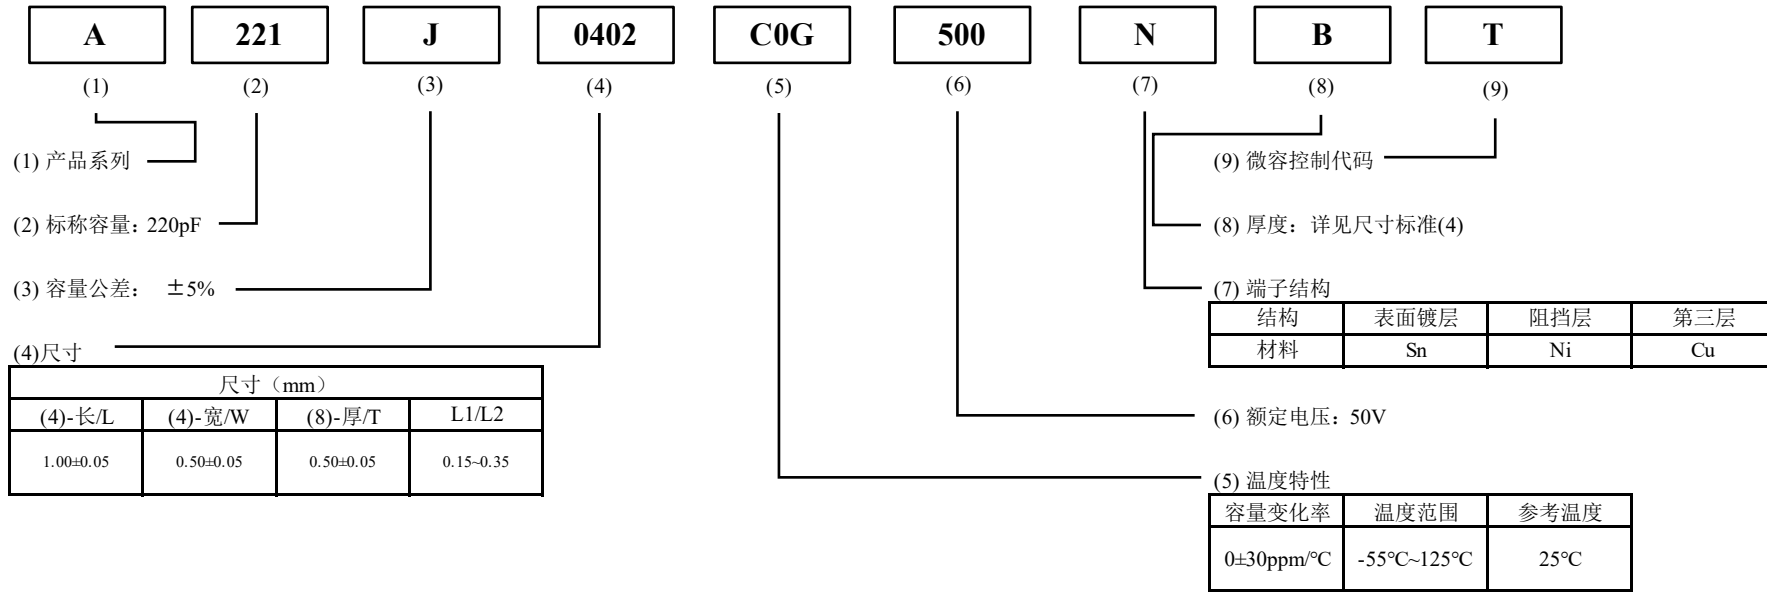 A 221 J 0402 C0G 500 N B T
(1) (2) (3) (4) (5) (6) (7) (8) (9)
(1) 产品系列
(2) 标称容量：220pF
(3) 容量公差： ±5%
(4)尺寸
尺寸（mm）
(4)-长/L (4)-宽/W (8)-厚/T L1/L2
1.00±0.05 0.50±0.05 0.50±0.05 0.15~0.35
(9) 微容控制代码
(8) 厚度：详见尺寸标准(4)
(7) 端子结构
结构 表面镀层 阻挡层 第三层
材料 Sn Ni Cu
(6) 额定电压：50V
(5) 温度特性
容量变化率 温度范围 参考温度
0±30ppm/℃ -55℃~125℃ 25℃